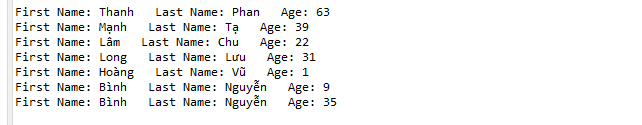 First Name: Thanh   Last Name: Phan   Age: 63
First Name: Mạnh   Last Name: Tạ   Age: 39
First Name: Lâm   Last Name: Chu   Age: 22
First Name: Long   Last Name: Lưu   Age: 31
First Name: Hoàng   Last Name: Vũ   Age: 1
First Name: Bình   Last Name: Nguyễn   Age: 9
First Name: Bình   Last Name: Nguyễn   Age: 35